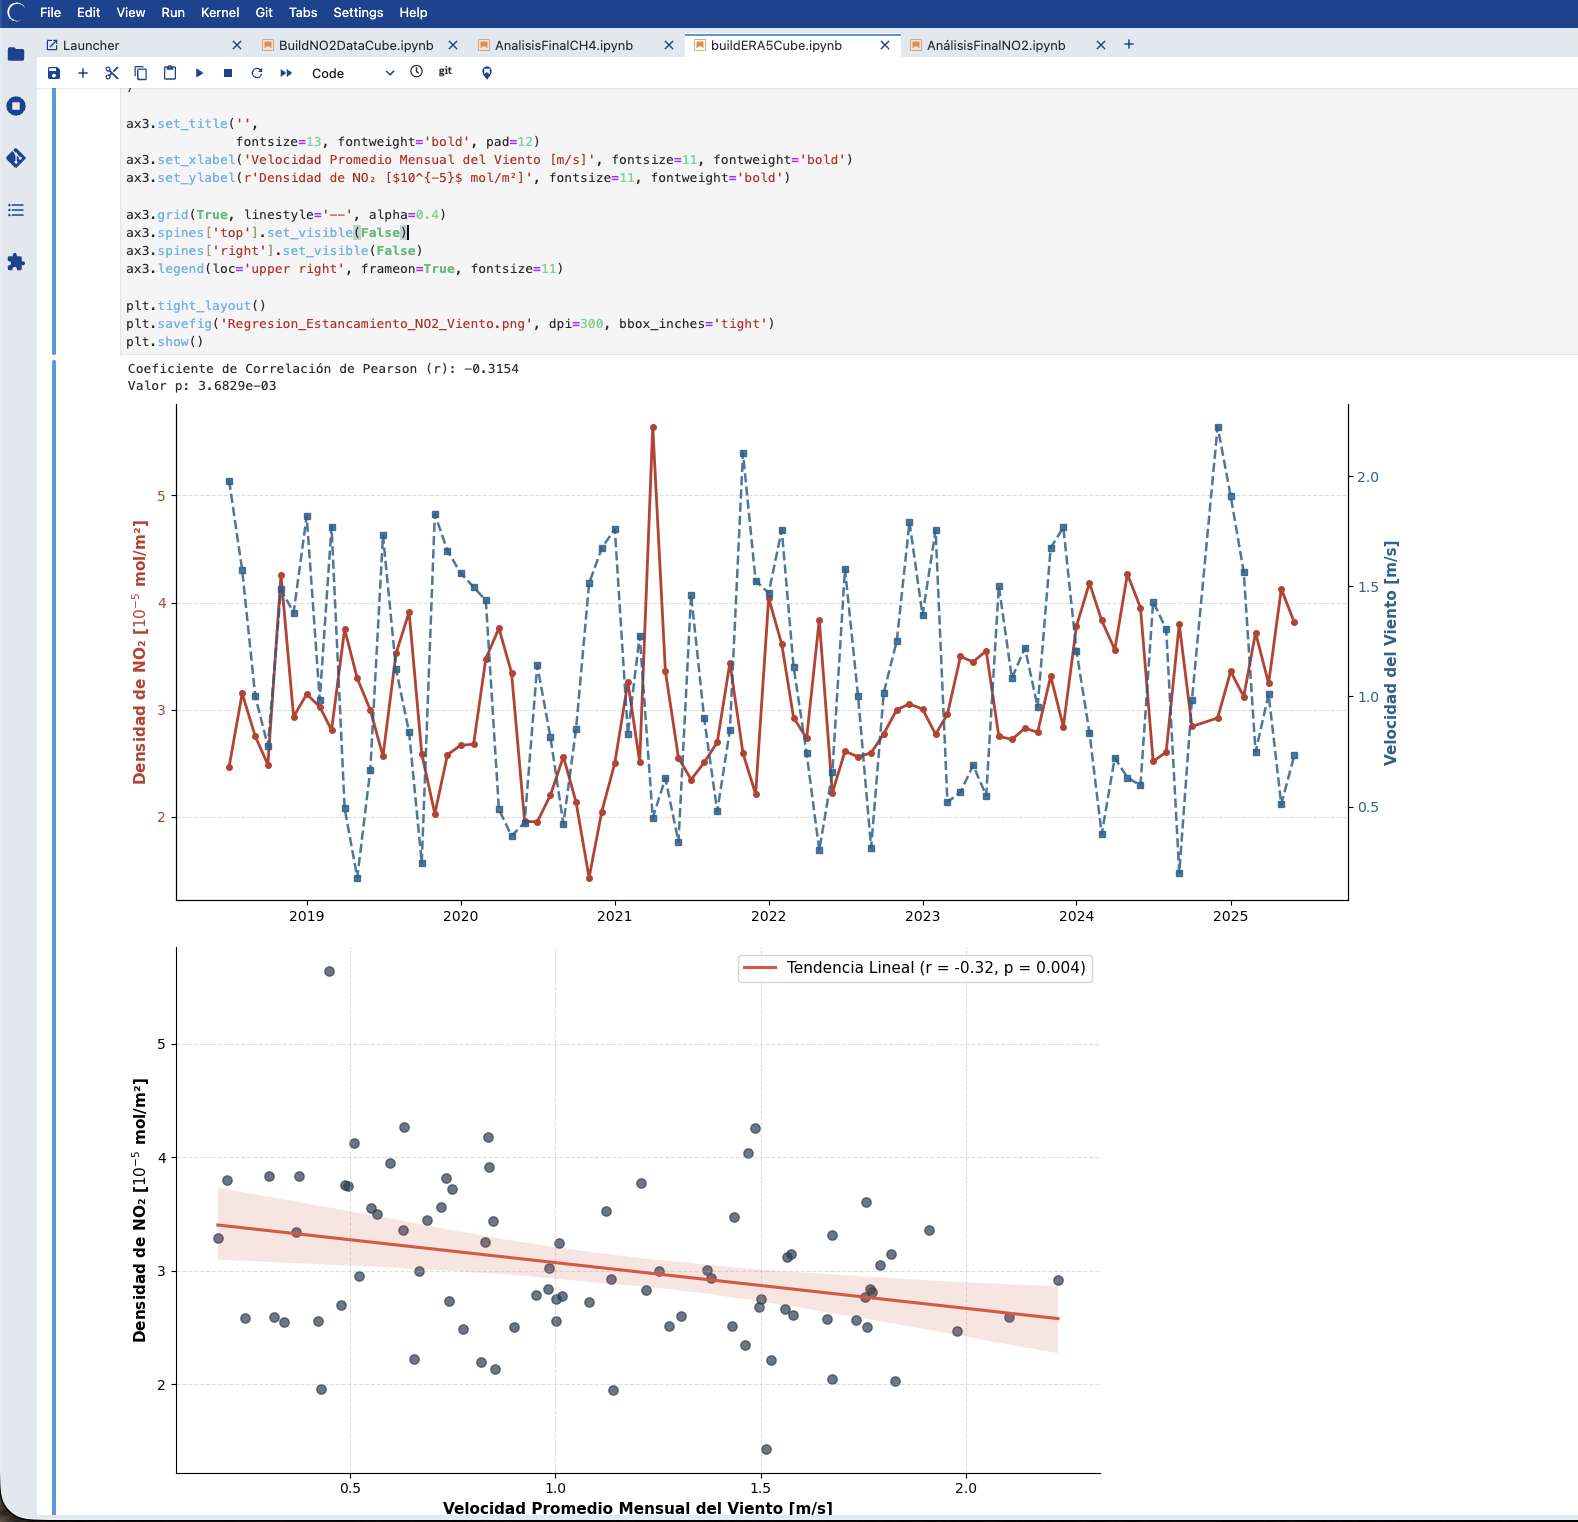 File Edit View Run Kernel Git Tabs Settings Help
Launcher BuildNO2DataCube.ipynb AnalisisFinalCH4.ipynb buildERA5Cube.ipynb AnálisisFinalNO2.ipynb
Code git
ax3.set_title('',
fontsize=13, fontweight='bold', pad=12)
ax3.set_xlabel('Velocidad Promedio Mensual del Viento [m/s]', fontsize=11, fontweight='bold')
ax3.set_ylabel(r'Densidad de NO₂ [$10^{-5}$ mol/m²]', fontsize=11, fontweight='bold')
ax3.grid(True, linestyle='--', alpha=0.4)
ax3.spines['top'].set_visible(False)
ax3.spines['right'].set_visible(False)
ax3.legend(loc='upper right', frameon=True, fontsize=11)
plt.tight_layout()
plt.savefig('Regresion_Estancamiento_NO2_Viento.png', dpi=300, bbox_inches='tight')
plt.show()
Coeficiente de Correlación de Pearson (r): -0.3154
Valor p: 3.6829e-03
Densidad de NO₂ [10⁻⁵ mol/m²]
5
4
3
2
2.0
1.5
1.0
0.5
Velocidad del Viento [m/s]
2019 2020 2021 2022 2023 2024 2025
Tendencia Lineal (r = -0.32, p = 0.004)
Densidad de NO₂ [10⁻⁵ mol/m²]
5
4
3
2
0.5 1.0 1.5 2.0
Velocidad Promedio Mensual del Viento [m/s]